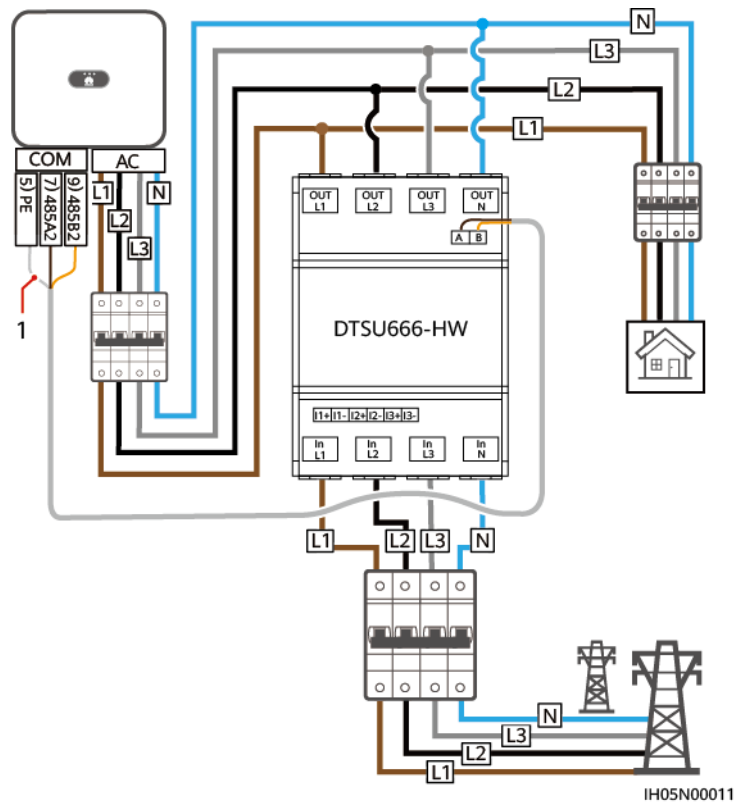 N
L3
L2
L1
COM
AC
5) PE
7) 485A2
9) 485B2
L1
L2
L3
N
1
OUT L1
OUT L2
OUT L3
OUT N
A B
DTSU666-HW
I1+ I1- I2+ I2- I3+ I3-
In L1
In L2
In L3
In N
L1
L2
L3
N
N
L3
L2
L1
IH05N00011